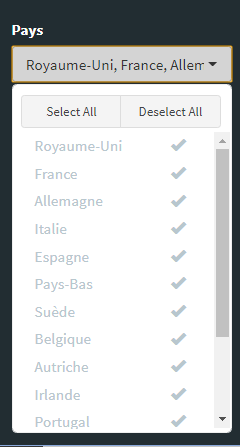 Pays
Royaume-Uni, France, Allem
Select All Deselect All
Royaume-Uni
France
Allemagne
Italie
Espagne
Pays-Bas
Suède
Belgique
Autriche
Irlande
Portugal